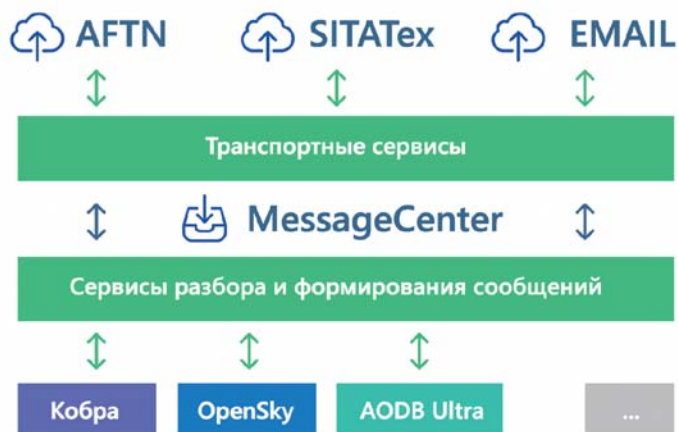 AFTN SITATex EMAIL
Транспортные сервисы
MessageCenter
Сервисы разбора и формирования сообщений
Кобра OpenSky AODB Ultra ...